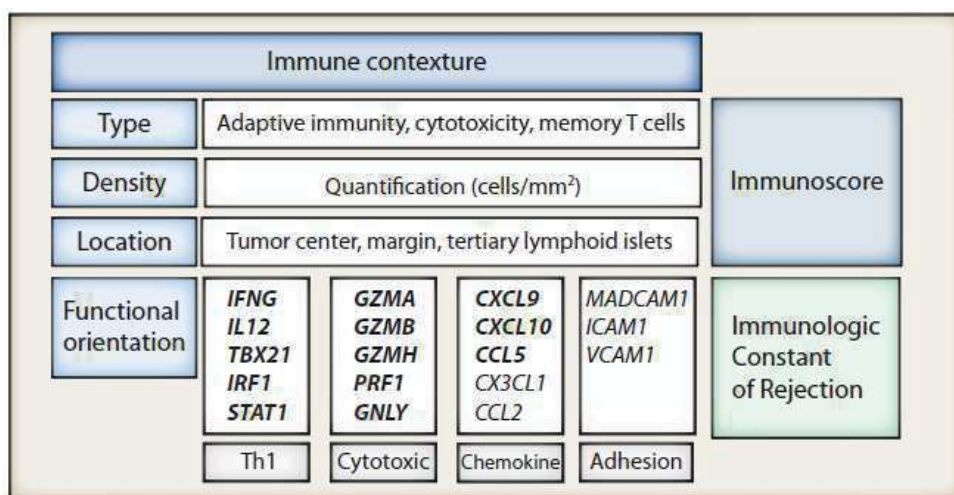 Immune contexture
Type
Adaptive immunity, cytotoxicity, memory T cells
Density
Quantification (cells/mm²)
Location
Tumor center, margin, tertiary lymphoid islets
Immunoscore
Functional
orientation
IFNG
IL12
TBX21
IRF1
STAT1
Th1
GZMA
GZMB
GZMH
PRF1
GNLY
Cytotoxic
CXCL9
CXCL10
CCL5
CX3CL1
CCL2
Chemokine
MADCAM1
ICAM1
VCAM1
Adhesion
Immunologic
Constant
of Rejection